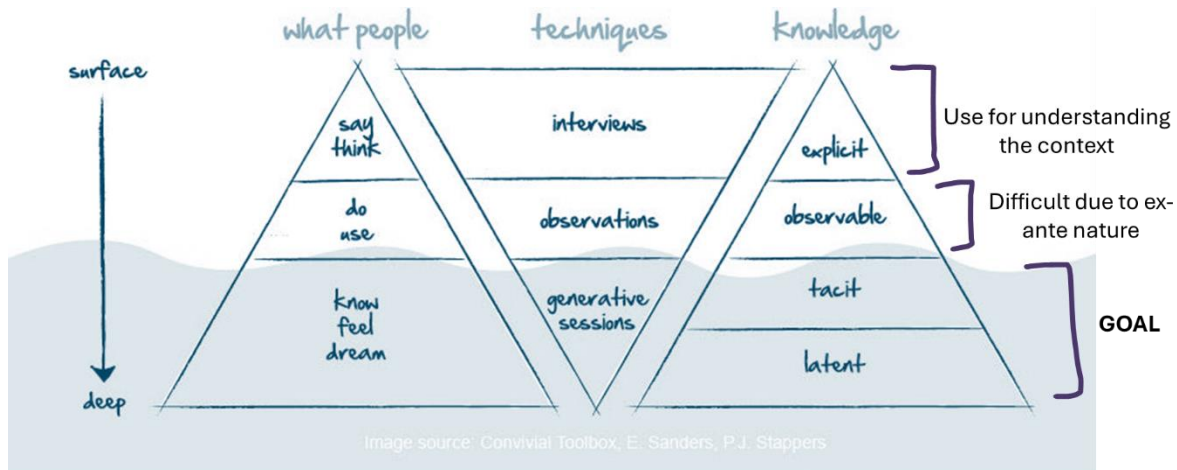 what people
techniques
knowledge
surface
say
think
interviews
explicit
Use for understanding
the context
do
use
observations
observable
Difficult due to ex-
ante nature
know
feel
dream
generative
sessions
tacit
latent
GOAL
deep
Image source: Convivial Toolbox, E. Sanders, P.J. Stappers